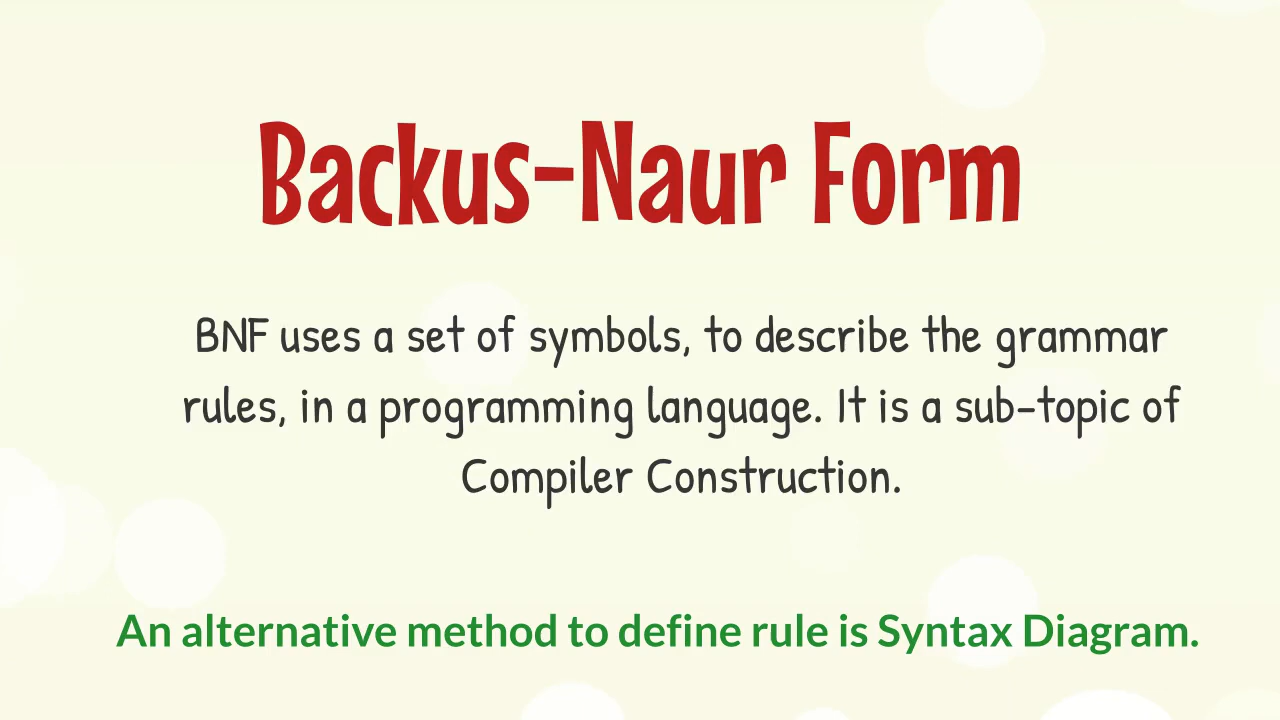 Backus-Naur Form
BNF uses a set of symbols, to describe the grammar
rules, in a programming language. It is a sub-topic of
Compiler Construction.
An alternative method to define rule is Syntax Diagram.